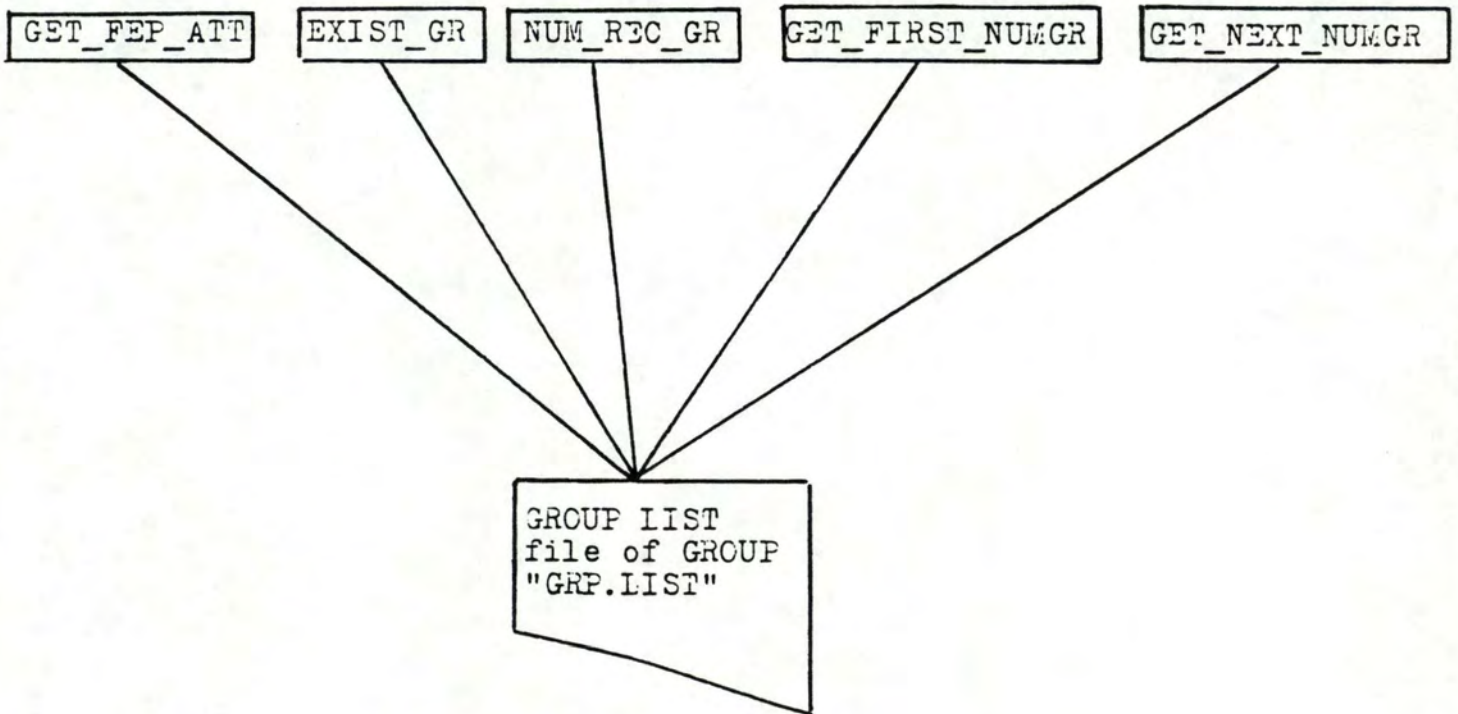 GET_FEP_ATT
EXIST_GR
NUM_REC_GR
GET_FIRST_NUMGR
GET_NEXT_NUMGR
GROUP LIST
file of GROUP
"GRP.LIST"